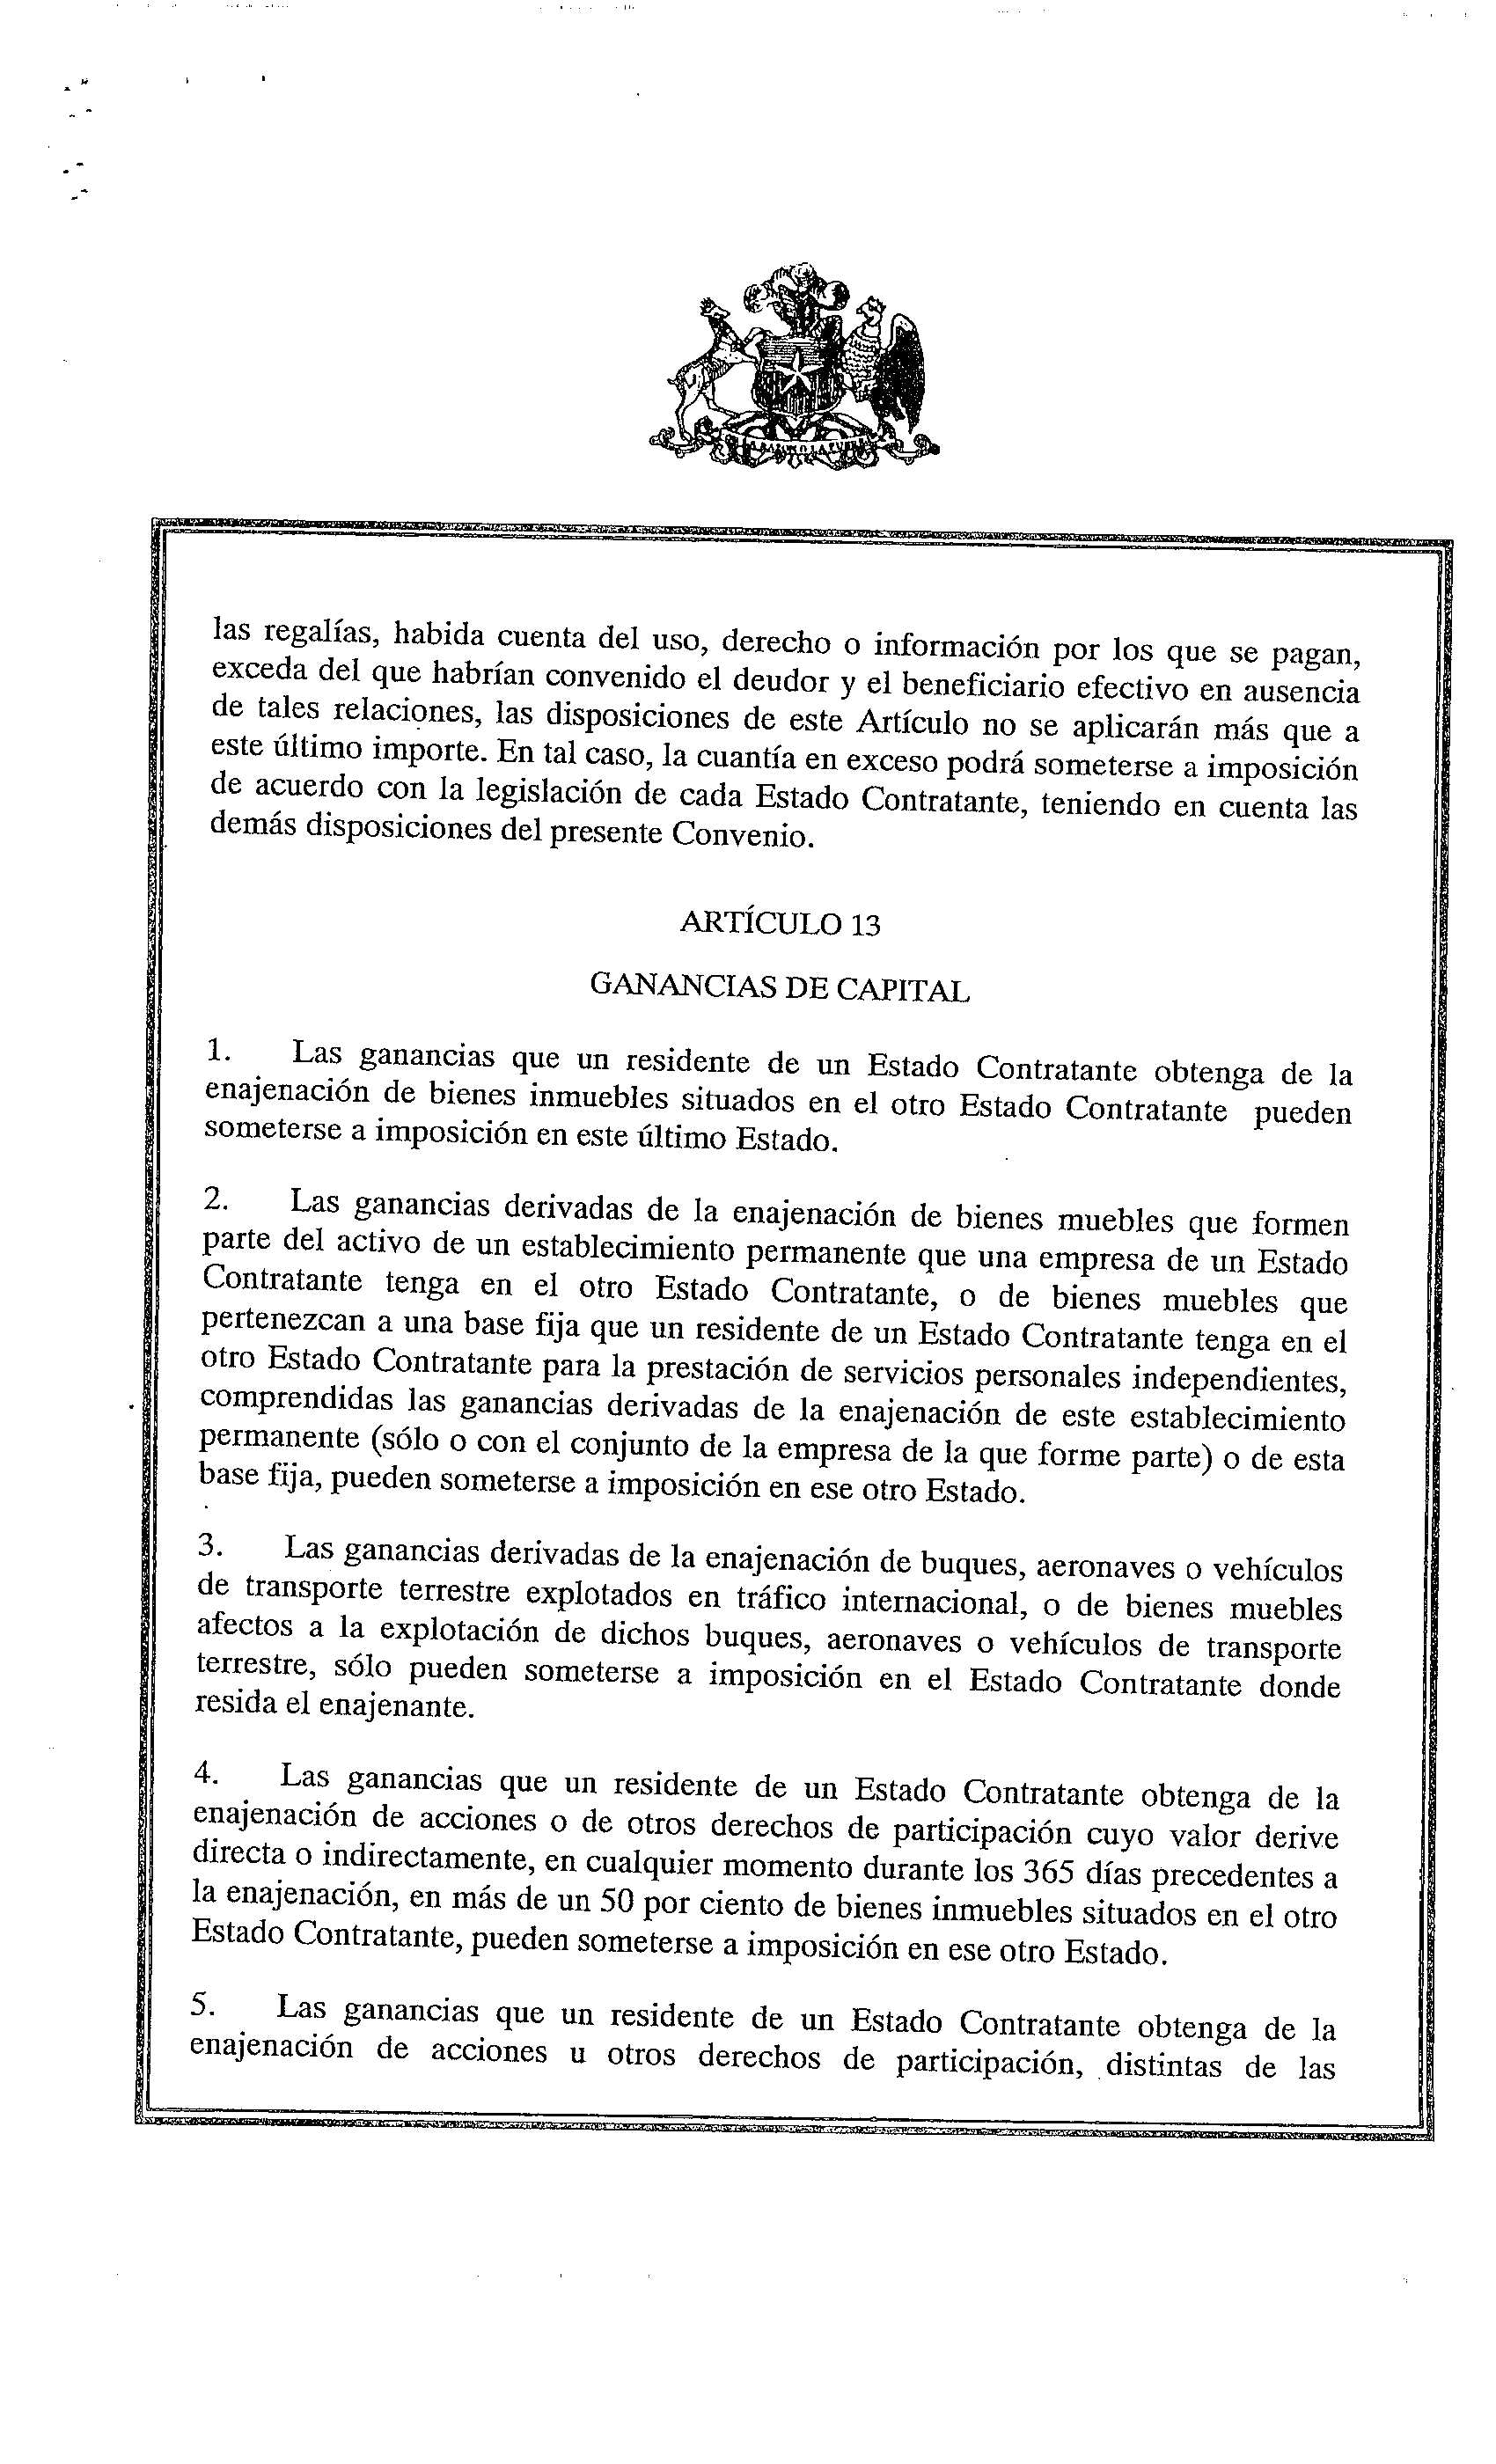 las regalías, habida cuenta del uso, derecho o información por los que se pagan,
exceda del que habrían convenido el deudor y el beneficiario efectivo en ausencia
de tales relaciones, las disposiciones de este Artículo no se aplicarán más que a
este último importe. En tal caso, la cuantía en exceso podrá someterse a imposición
de acuerdo con la legislación de cada Estado Contratante, teniendo en cuenta las
demás disposiciones del presente Convenio.
ARTÍCULO 13
GANANCIAS DE CAPITAL
1. Las ganancias que un residente de un Estado Contratante obtenga de la
enajenación de bienes inmuebles situados en el otro Estado Contratante pueden
someterse a imposición en este último Estado.
2. Las ganancias derivadas de la enajenación de bienes muebles que formen
parte del activo de un establecimiento permanente que una empresa de un Estado
Contratante tenga en el otro Estado Contratante, o de bienes muebles que
pertenezcan a una base fija que un residente de un Estado Contratante tenga en el
otro Estado Contratante para la prestación de servicios personales independientes,
comprendidas las ganancias derivadas de la enajenación de este establecimiento
permanente (sólo o con el conjunto de la empresa de la que forme parte) o de esta
base fija, pueden someterse a imposición en ese otro Estado.
3. Las ganancias derivadas de la enajenación de buques, aeronaves o vehículos
de transporte terrestre explotados en tráfico internacional, o de bienes muebles
afectos a la explotación de dichos buques, aeronaves o vehículos de transporte
terrestre, sólo pueden someterse a imposición en el Estado Contratante donde
resida el enajenante.
4. Las ganancias que un residente de un Estado Contratante obtenga de la
enajenación de acciones o de otros derechos de participación cuyo valor derive
directa o indirectamente, en cualquier momento durante los 365 días precedentes a
la enajenación, en más de un 50 por ciento de bienes inmuebles situados en el otro
Estado Contratante, pueden someterse a imposición en ese otro Estado.
5. Las ganancias que un residente de un Estado Contratante obtenga de la
enajenación de acciones u otros derechos de participación, distintas de las